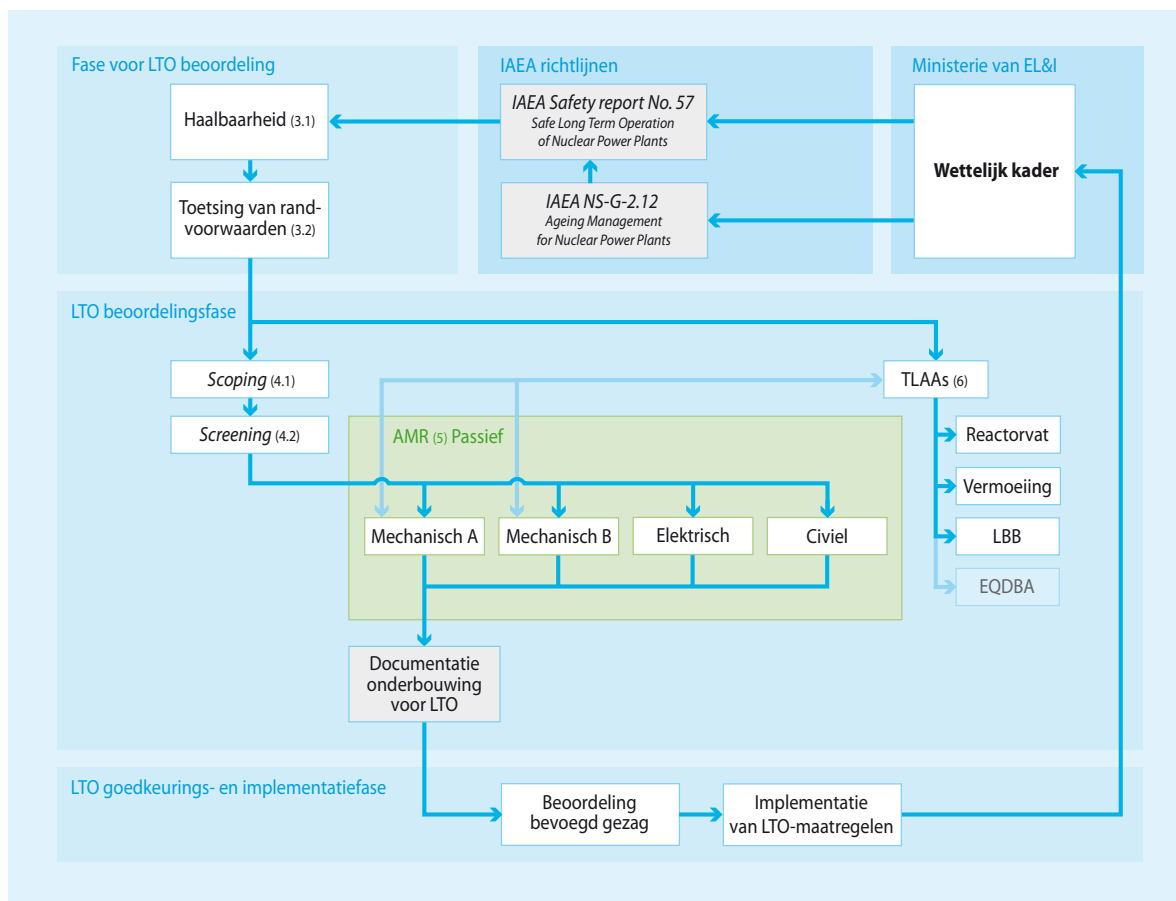 Fase voor LTO beoordeling
Haalbaarheid (3.1)
Toetsing van rand-
voorwaarden (3.2)
IAEA richtlijnen
IAEA Safety report No. 57
Safe Long Term Operation
of Nuclear Power Plants
IAEA NS-G-2.12
Ageing Management
for Nuclear Power Plants
Ministerie van EL&I
Wettelijk kader
LTO beoordelingsfase
Scoping (4.1)
Screening (4.2)
TLAAs (6)
Reactorvat
Vermoeiing
LBB
EQDBA
AMR (5) Passief
Mechanisch A
Mechanisch B
Elektrisch
Civiel
Documentatie
onderbouwing
voor LTO
LTO goedkeurings- en implementatiefase
Beoordeling
bevoegd gezag
Implementatie
van LTO-maatregelen